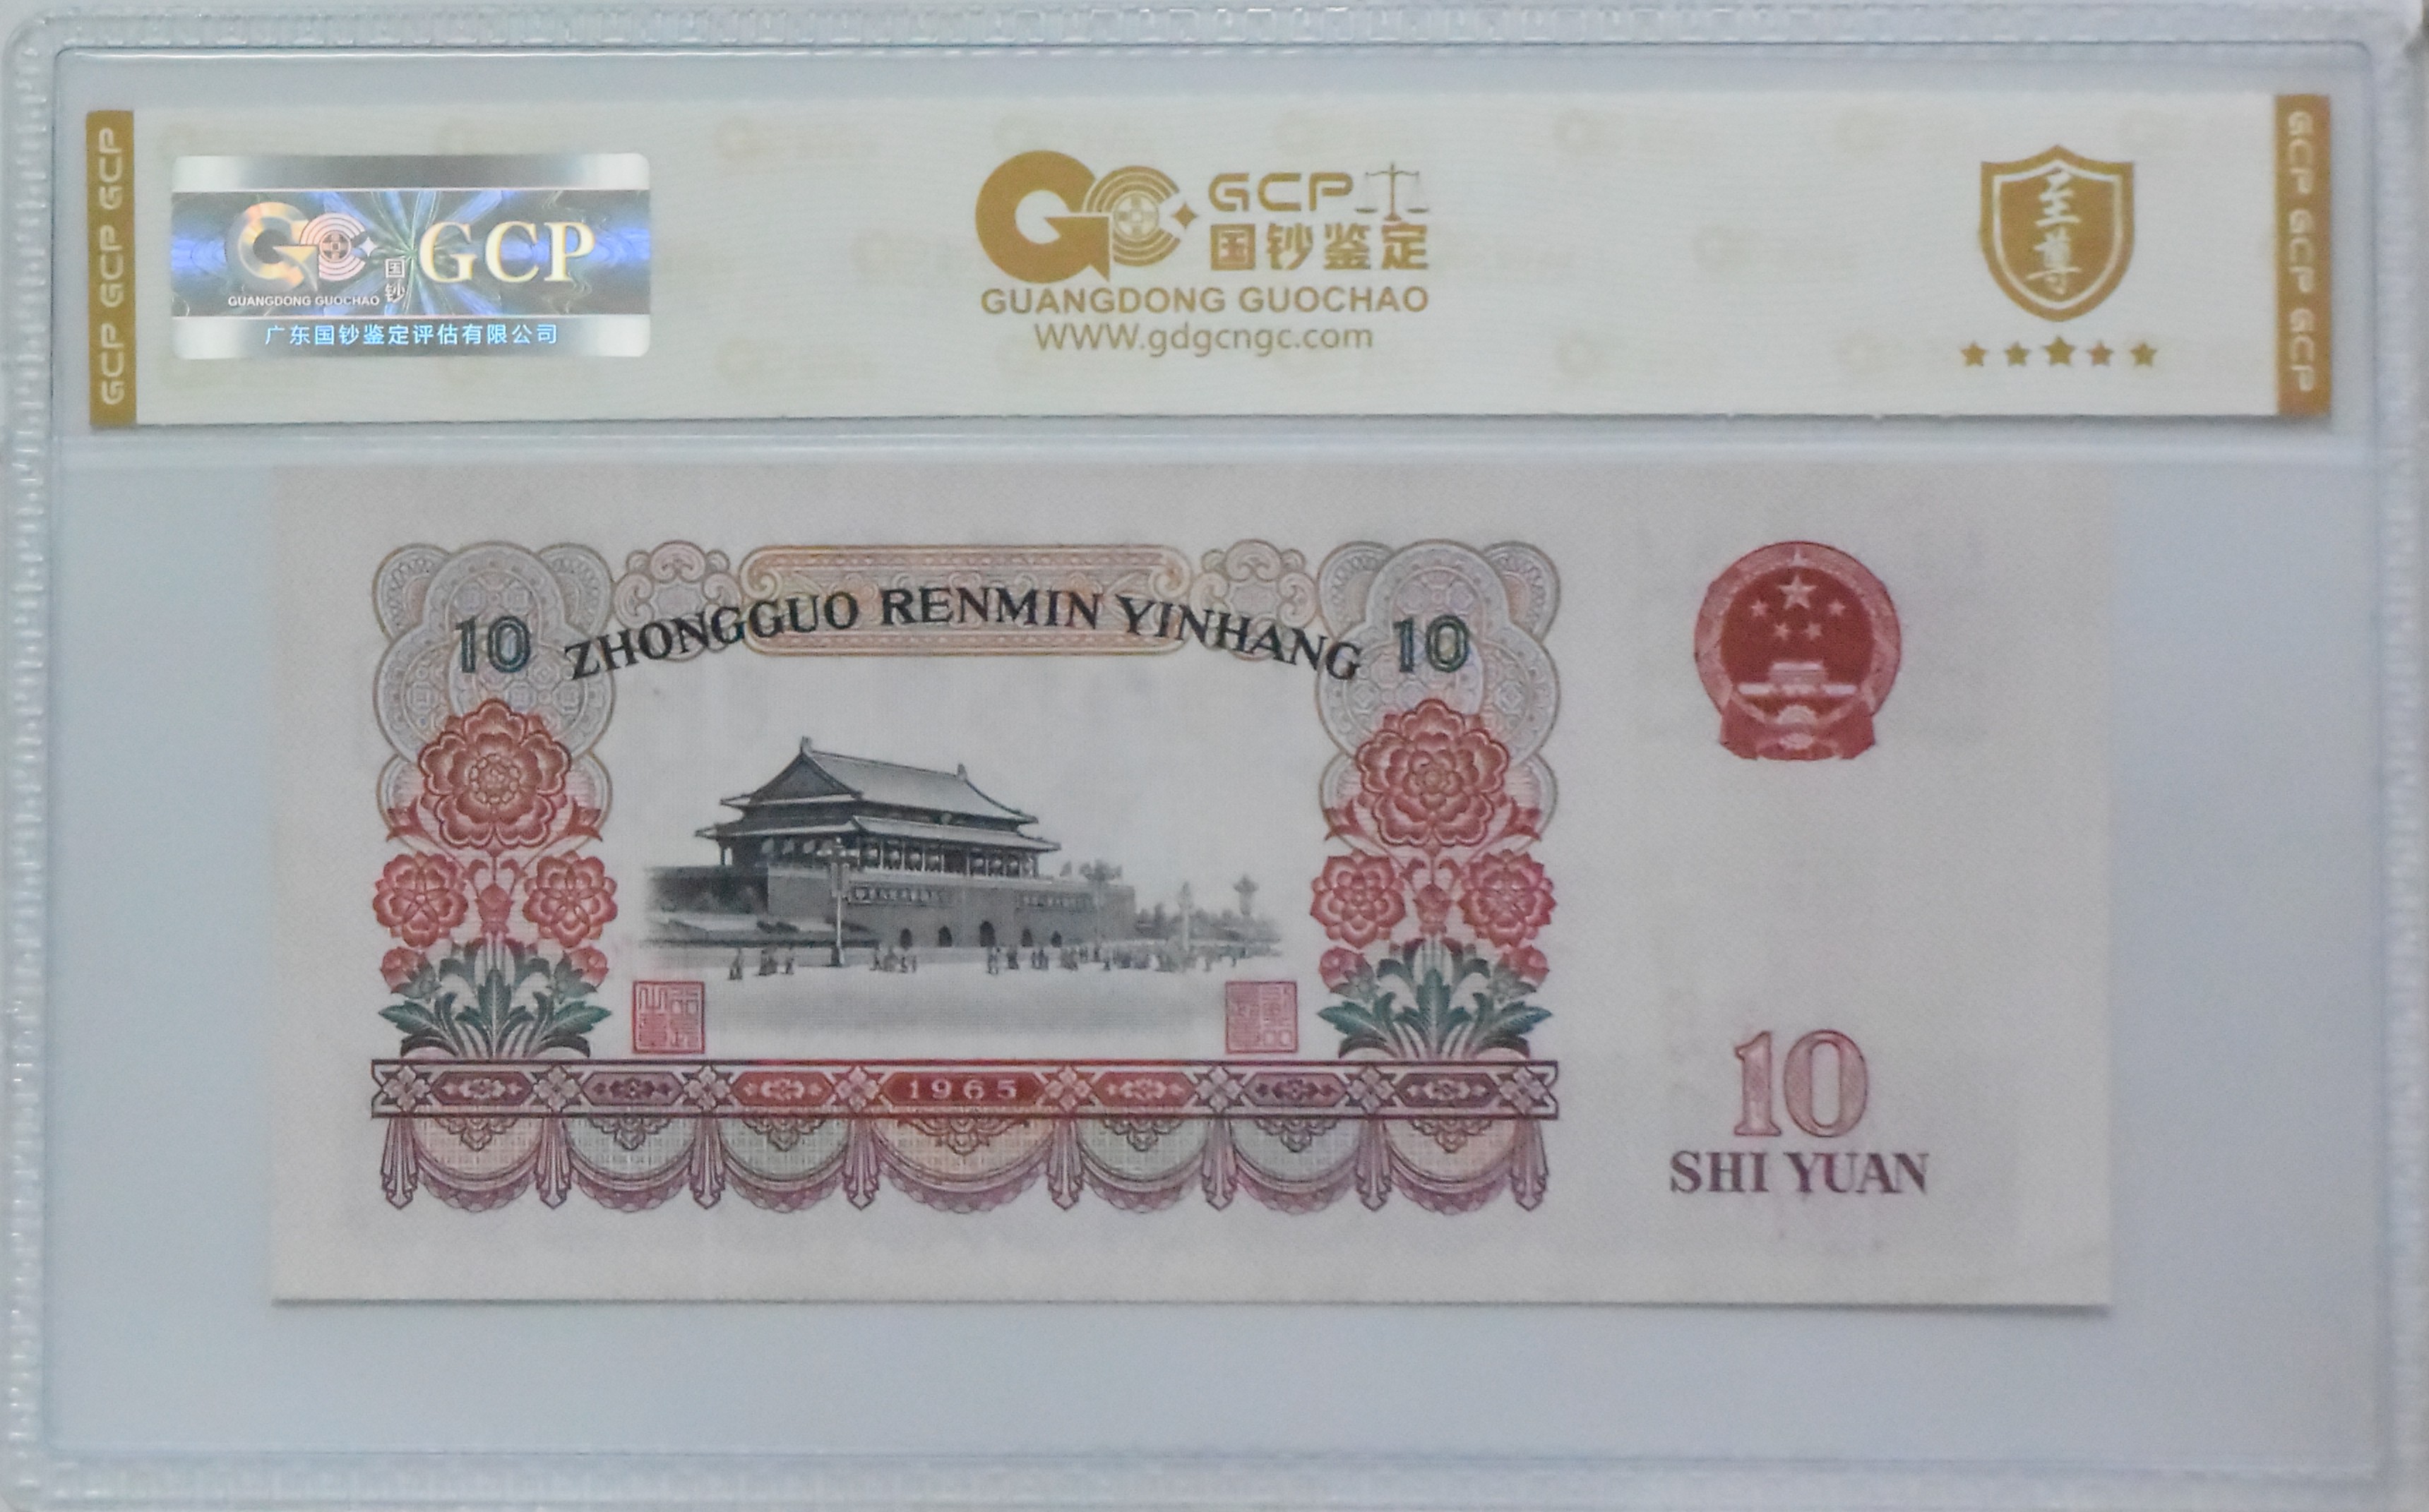 GCP GCP GCP
GCP
国钞
GUANGDONG GUOCHAO
广东国钞鉴定评估有限公司
GCP
国钞鉴定
GUANGDONG GUOCHAO
WWW.gdgcngc.com
至尊
GCP GCP GCP
10 ZHONGGUO RENMIN YINHANG 10
1965
10
SHI YUAN